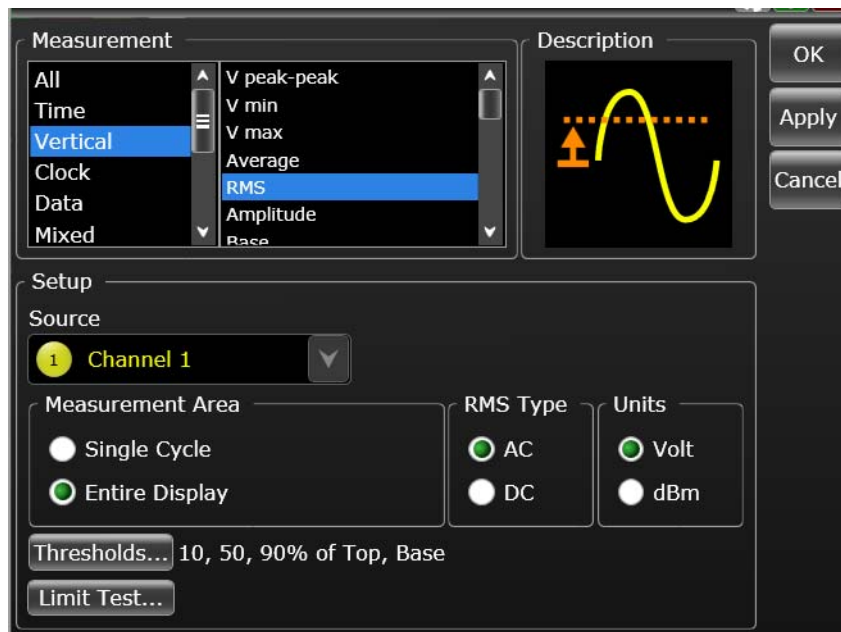 Measurement
All
Time
Vertical
Clock
Data
Mixed
V peak-peak
V min
V max
Average
RMS
Amplitude
Base
Description
OK
Apply
Cancel
Setup
Source
1 Channel 1
Measurement Area
Single Cycle
Entire Display
RMS Type
AC
DC
Units
Volt
dBm
Thresholds... 10, 50, 90% of Top, Base
Limit Test...